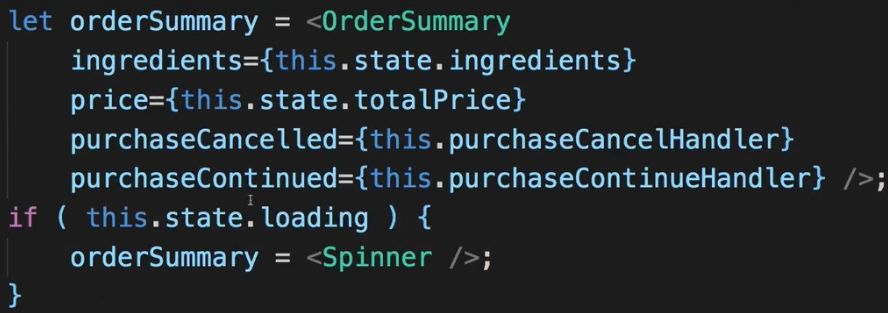 let orderSummary = <OrderSummary
    ingredients={this.state.ingredients}
    price={this.state.totalPrice}
    purchaseCancelled={this.purchaseCancelHandler}
    purchaseContinued={this.purchaseContinueHandler} />;
if ( this.state.loading ) {
    orderSummary = <Spinner />;
}